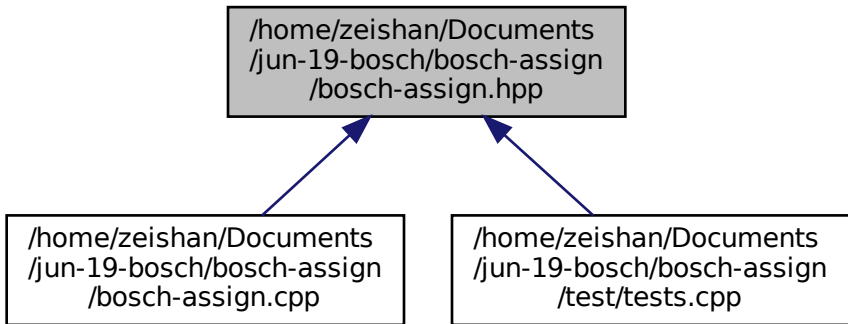 /home/zeishan/Documents
/jun-19-bosch/bosch-assign
/bosch-assign.hpp
/home/zeishan/Documents
/jun-19-bosch/bosch-assign
/bosch-assign.cpp
/home/zeishan/Documents
/jun-19-bosch/bosch-assign
/test/tests.cpp